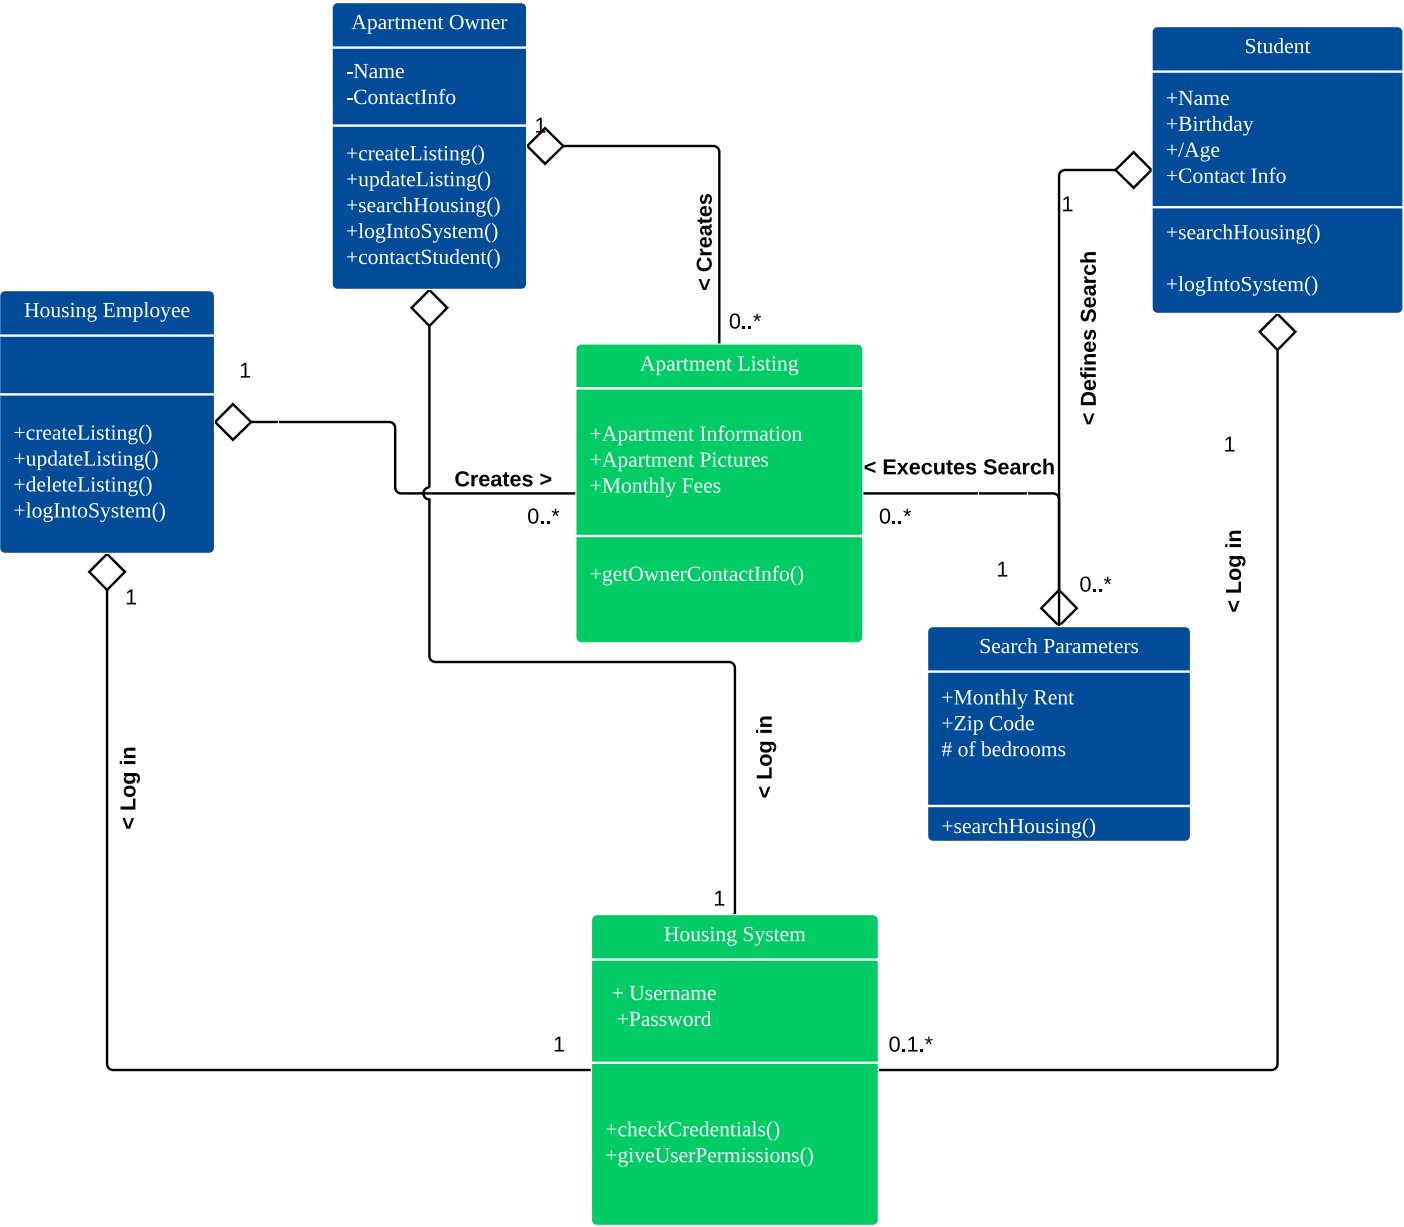 Apartment Owner
-Name
-ContactInfo
+createListing()
+updateListing()
+searchHousing()
+logIntoSystem()
+contactStudent()
1
< Creates
0..*
Student
+Name
+Birthday
+/Age
+Contact Info
+searchHousing()
+logIntoSystem()
1
< Defines Search
Housing Employee
+createListing()
+updateListing()
+deleteListing()
+logIntoSystem()
1
Creates >
0..*
Apartment Listing
+Apartment Information
+Apartment Pictures
+Monthly Fees
+getOwnerContactInfo()
< Executes Search
0..*
1
0..*
1
< Log in
Search Parameters
+Monthly Rent
+Zip Code
# of bedrooms
+searchHousing()
1
< Log in
< Log in
1
1
0.1.*
Housing System
+ Username
+Password
+checkCredentials()
+giveUserPermissions()